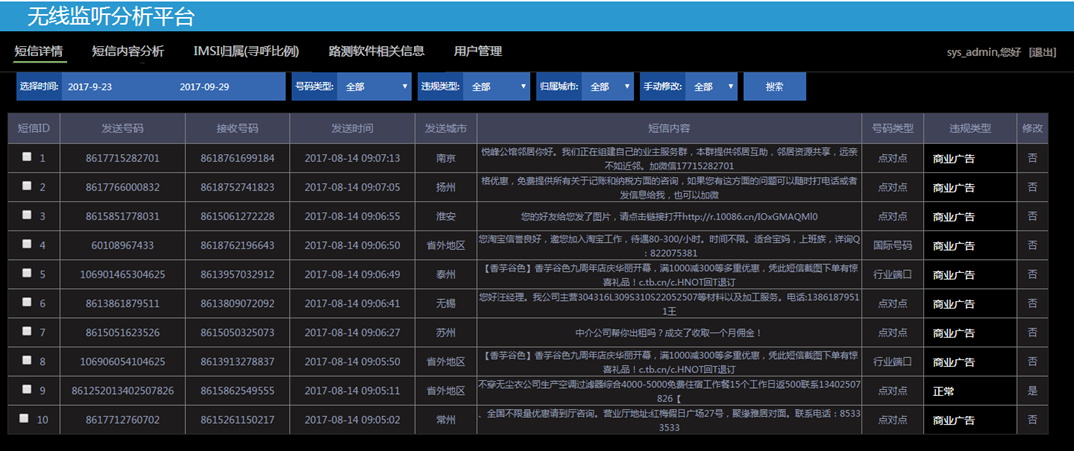 无线监听分析平台
短信详情 短信内容分析 IMSI归属(寻呼比例) 路测软件相关信息 用户管理 sys_admin,您好 [退出]
选择时间: 2017-9-23 2017-09-29 号码类型: 全部 违规类型: 全部 归属城市: 全部 手动修改: 全部 搜索
短信ID 发送号码 接收号码 发送时间 发送城市 短信内容 号码类型 违规类型 修改
1 8617715282701 8618761699184 2017-08-14 09:07:13 南京 悦峰公馆邻居你好。我们正在组建自己的业主服务群，本群提供邻居互助，邻居资源共享，远亲
不如近邻。加微信17715282701 点对点 商业广告 否
2 8617766000832 8618752741823 2017-08-14 09:07:05 扬州 格优惠，免费提供所有关于记账和纳税方面的咨询，如果您有这方面的问题可以随时打电话或者
发信息给我，也可以加微 点对点 商业广告 否
3 8615851778031 8615061272228 2017-08-14 09:06:55 淮安 您的好友给您发了图片，请点击链接打开http://r.10086.cn/IOxGMAQMl0 点对点 商业广告 否
4 60108967433 8618762196643 2017-08-14 09:06:50 省外地区 您淘宝信誉良好，邀您加入淘宝工作，待遇80-300/小时。时间不限。适合宝妈，上班族，详询Q
：822075381 国际号码 商业广告 否
5 106901465304625 8613957032912 2017-08-14 09:06:49 泰州 【香芋谷色】香芋谷色九周年店庆华丽开幕，满1000减300等多重优惠，凭此短信截图下单有惊
喜礼品！c.tb.cn/c.HNOT回T退订 行业端口 商业广告 否
6 8613861879511 8613809072092 2017-08-14 09:06:41 无锡 您好汪经理。我公司主营304316L309S310S22052507等材料以及加工服务。电话:1386187951
1王 点对点 商业广告 否
7 8615051623526 8615050325073 2017-08-14 09:06:27 苏州 中介公司帮你出租吗？成交了收取一个月佣金！ 点对点 商业广告 否
8 106906054104625 8613913278837 2017-08-14 09:05:50 省外地区 【香芋谷色】香芋谷色九周年店庆华丽开幕，满1000减300等多重优惠，凭此短信截图下单有惊
喜礼品！c.tb.cn/c.HNOT回T退订 行业端口 商业广告 否
9 861252013402507826 8615862549555 2017-08-14 09:05:11 省外地区 不穿无尘衣公司生产空调过滤器综合4000-5000免费住宿工作餐15个工作日返500联系13402507
826【 点对点 正常 是
10 8617712760702 8615261150217 2017-08-14 09:05:02 常州 、全国不限量优惠请到厅咨询。营业厅地址:红梅假日广场27号，聚缘雅居对面。联系电话：8533
3533 点对点 商业广告 否